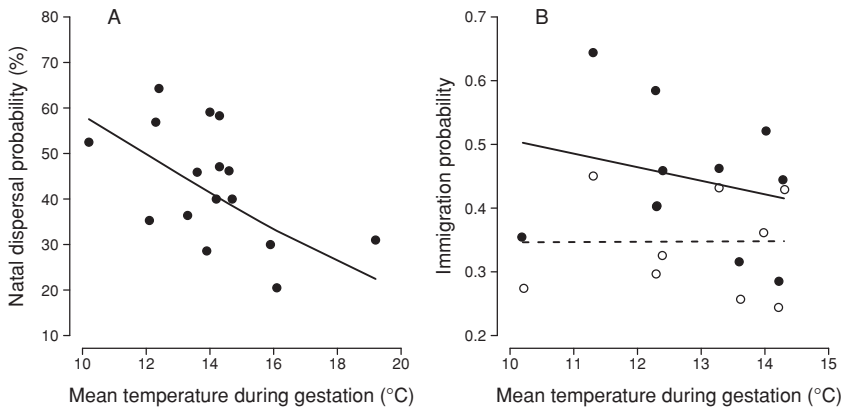 A
Natal dispersal probability (%)
80
70
60
50
40
30
20
10
10 12 14 16 18 20
Mean temperature during gestation (°C)
B
Immigration probability
0.7
0.6
0.5
0.4
0.3
0.2
10 11 12 13 14 15
Mean temperature during gestation (°C)